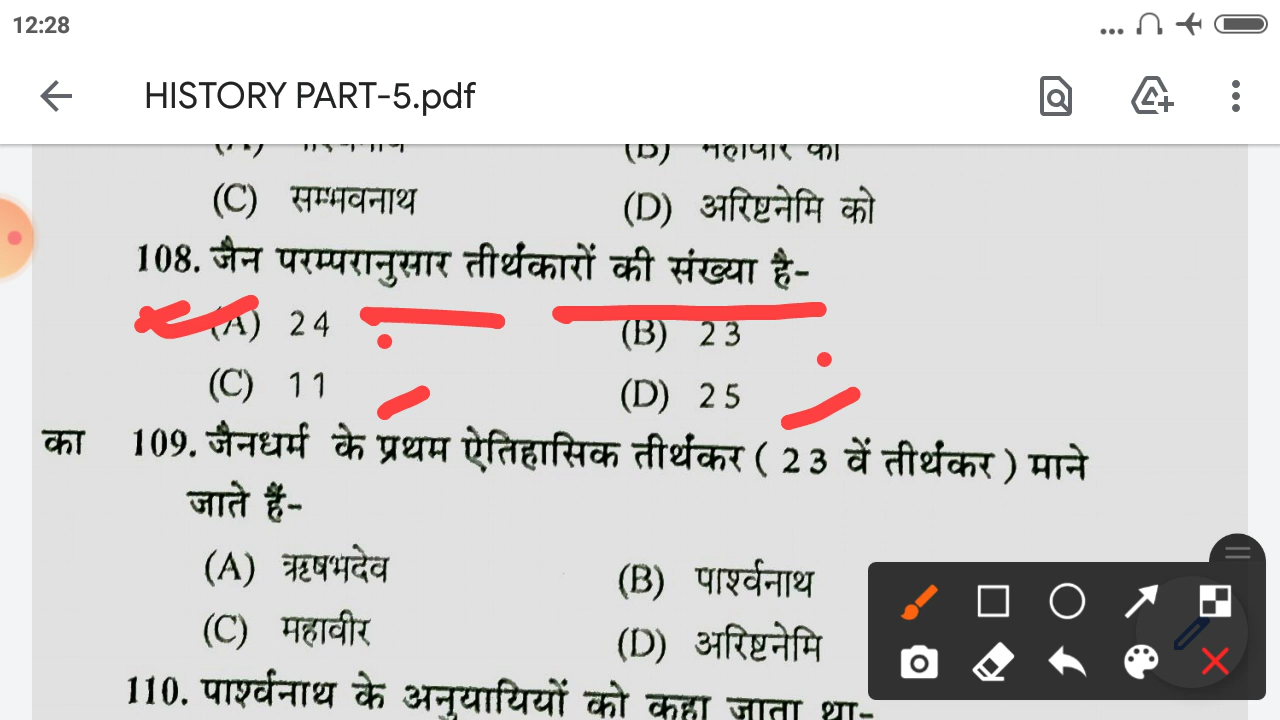 12:28
HISTORY PART-5.pdf
(B) महावीर को
(C) सम्भवनाथ (D) अरिष्टनेमि को
108. जैन परम्परानुसार तीर्थंकारों की संख्या है-
(A) 24 (B) 23
(C) 11 (D) 25
का 109. जैनधर्म के प्रथम ऐतिहासिक तीर्थंकर ( 23 वें तीर्थंकर ) माने
जाते हैं-
(A) ऋषभदेव (B) पार्श्वनाथ
(C) महावीर (D) अरिष्टनेमि
110. पार्श्वनाथ के अनुयायियों को कहा जाता था-